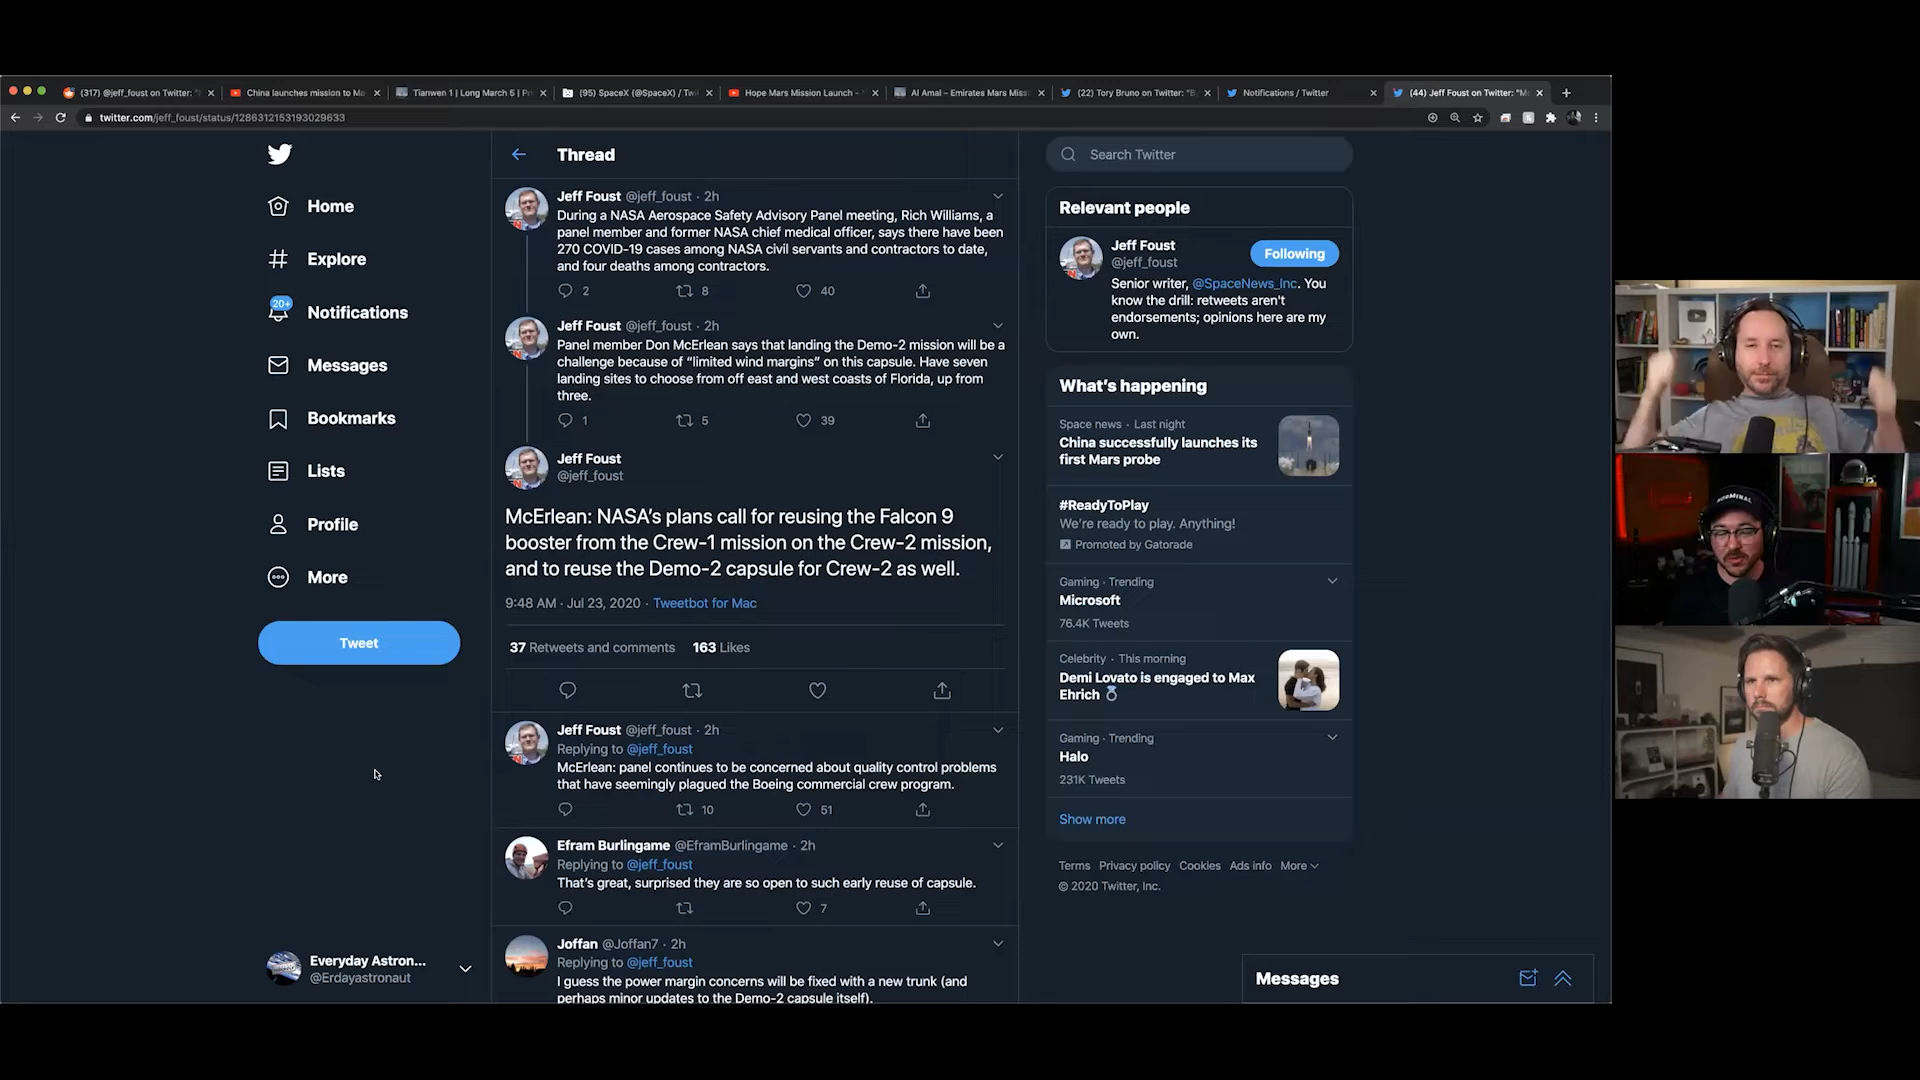 (317) @jeff_foust on Twitter: "
China launches mission to Ma
Tianwen 1 | Long March 5 | Pr
(95) SpaceX (@SpaceX) / Twi
Hope Mars Mission Launch -
Al Amal – Emirates Mars Miss
(22) Tory Bruno on Twitter: "B
Notifications / Twitter
(44) Jeff Foust on Twitter: "M
twitter.com/jeff_foust/status/1286312153193029633
Home
Explore
20+
Notifications
Messages
Bookmarks
Lists
Profile
More
Tweet
Everyday Astron...
@Erdayastronaut
Thread
Jeff Foust @jeff_foust · 2h
During a NASA Aerospace Safety Advisory Panel meeting, Rich Williams, a
panel member and former NASA chief medical officer, says there have been
270 COVID-19 cases among NASA civil servants and contractors to date,
and four deaths among contractors.
2 8 40
Jeff Foust @jeff_foust · 2h
Panel member Don McErlean says that landing the Demo-2 mission will be a
challenge because of “limited wind margins” on this capsule. Have seven
landing sites to choose from off east and west coasts of Florida, up from
three.
1 5 39
Jeff Foust
@jeff_foust
McErlean: NASA’s plans call for reusing the Falcon 9
booster from the Crew-1 mission on the Crew-2 mission,
and to reuse the Demo-2 capsule for Crew-2 as well.
9:48 AM · Jul 23, 2020 · Tweetbot for Mac
37 Retweets and comments 163 Likes
Jeff Foust @jeff_foust · 2h
Replying to @jeff_foust
McErlean: panel continues to be concerned about quality control problems
that have seemingly plagued the Boeing commercial crew program.
10 51
Efram Burlingame @EframBurlingame · 2h
Replying to @jeff_foust
That’s great, surprised they are so open to such early reuse of capsule.
7
Joffan @Joffan7 · 2h
Replying to @jeff_foust
I guess the power margin concerns will be fixed with a new trunk (and
perhaps minor updates to the Demo-2 capsule itself).
Search Twitter
Relevant people
Jeff Foust
@jeff_foust
Following
Senior writer, @SpaceNews_Inc. You
know the drill: retweets aren't
endorsements; opinions here are my
own.
What’s happening
Space news · Last night
China successfully launches its
first Mars probe
#ReadyToPlay
We’re ready to play. Anything!
Promoted by Gatorade
Gaming · Trending
Microsoft
76.4K Tweets
Celebrity · This morning
Demi Lovato is engaged to Max
Ehrich
Gaming · Trending
Halo
231K Tweets
Show more
Terms Privacy policy Cookies Ads info More
© 2020 Twitter, Inc.
Messages
NORMINAL